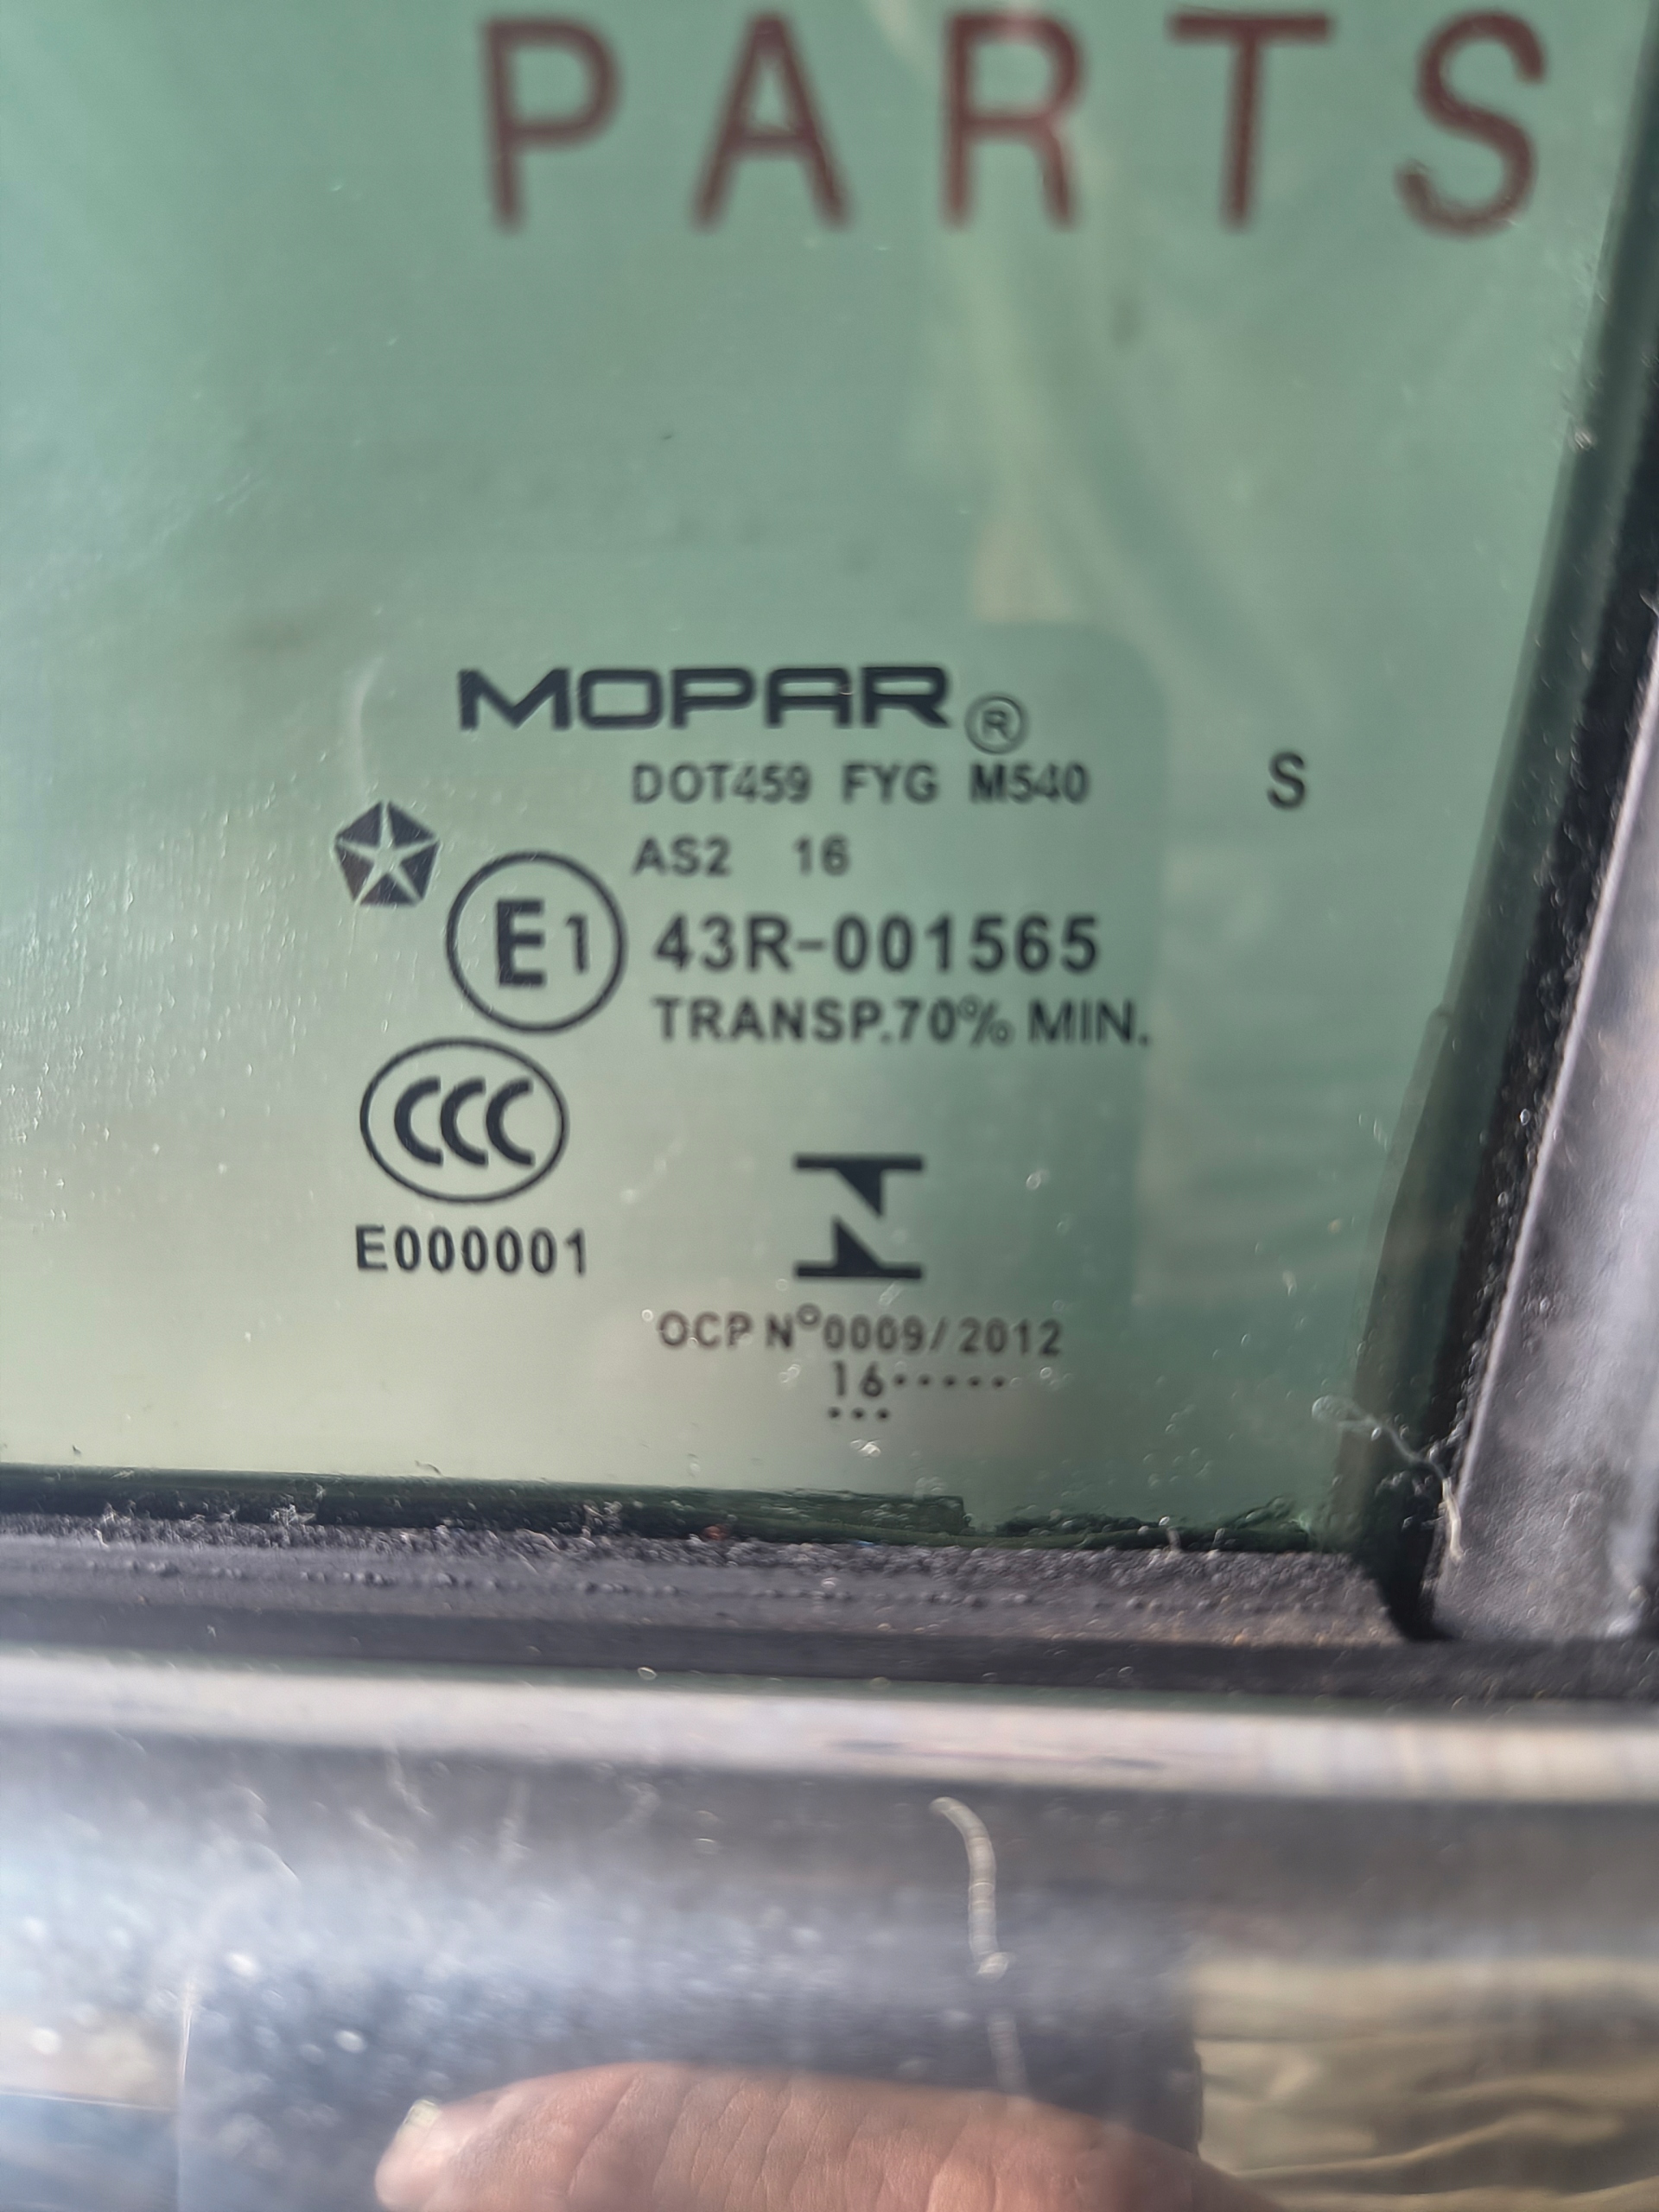 PARTS
MOPAR®
DOT459 FYG M540
S
AS2 16
E1 43R-001565
TRANSP.70% MIN.
CCC
E000001
OCP N°0009/2012
16·····
···